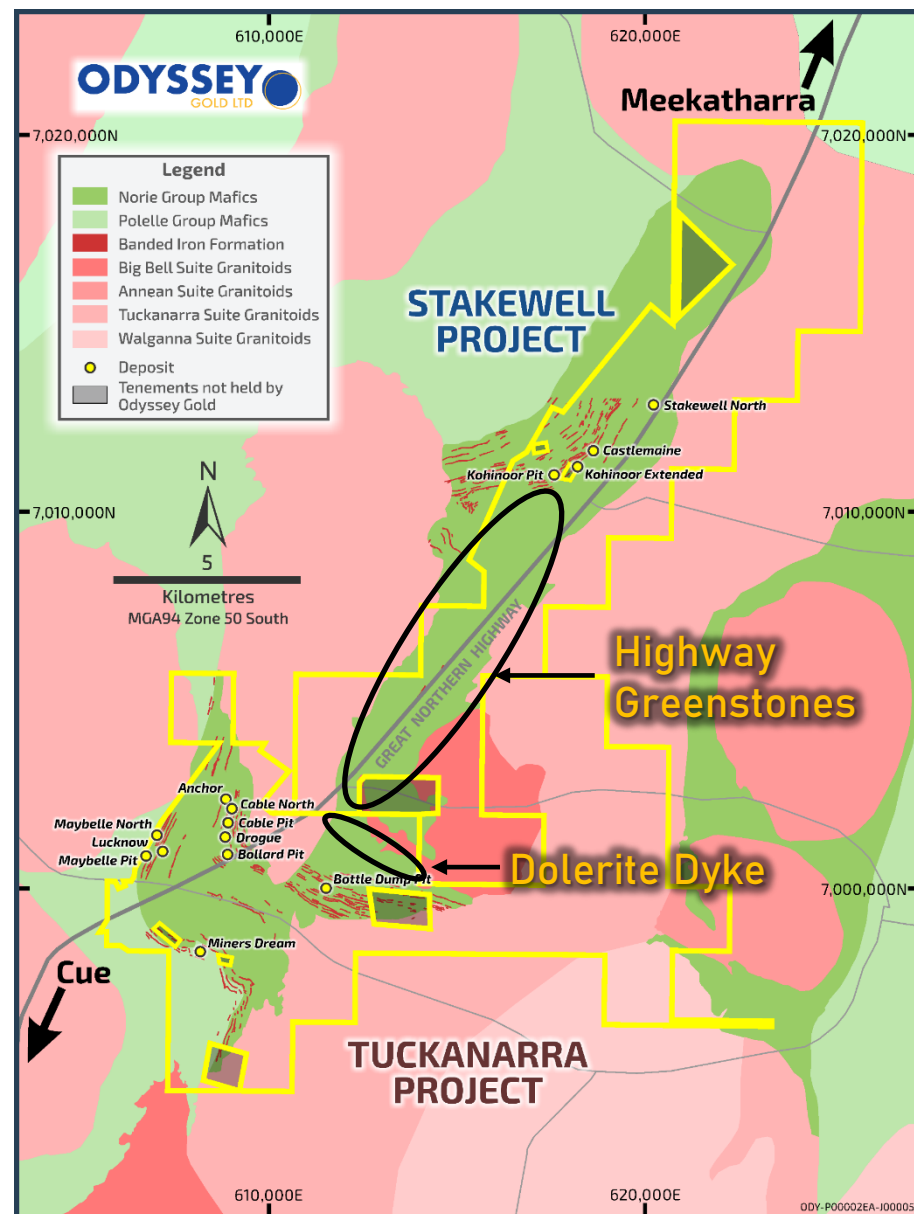 610,000E
620,000E
ODYSSEY
GOLD LTD
Meekatharra
7,020,000N
7,020,000N
Legend
Norie Group Mafics
Polelle Group Mafics
Banded Iron Formation
Big Bell Suite Granitoids
Annean Suite Granitoids
Tuckanarra Suite Granitoids
Walganna Suite Granitoids
Deposit
Tenements not held by
Odyssey Gold
STAKEWELL
PROJECT
Stakewell North
Castlemaine
Kohinoor Pit
Kohinoor Extended
N
7,010,000N
7,010,000N
5
Kilometres
MGA94 Zone 50 South
GREAT NORTHERN HIGHWAY
Highway
Greenstones
Anchor
Cable North
Maybelle North
Cable Pit
Lucknow
Drogue
Maybelle Pit
Bollard Pit
Dolerite Dyke
Bottle Dump Pit
7,000,000N
Miners Dream
Cue
TUCKANARRA
PROJECT
610,000E
620,000E
ODY-P00002EA-J00005